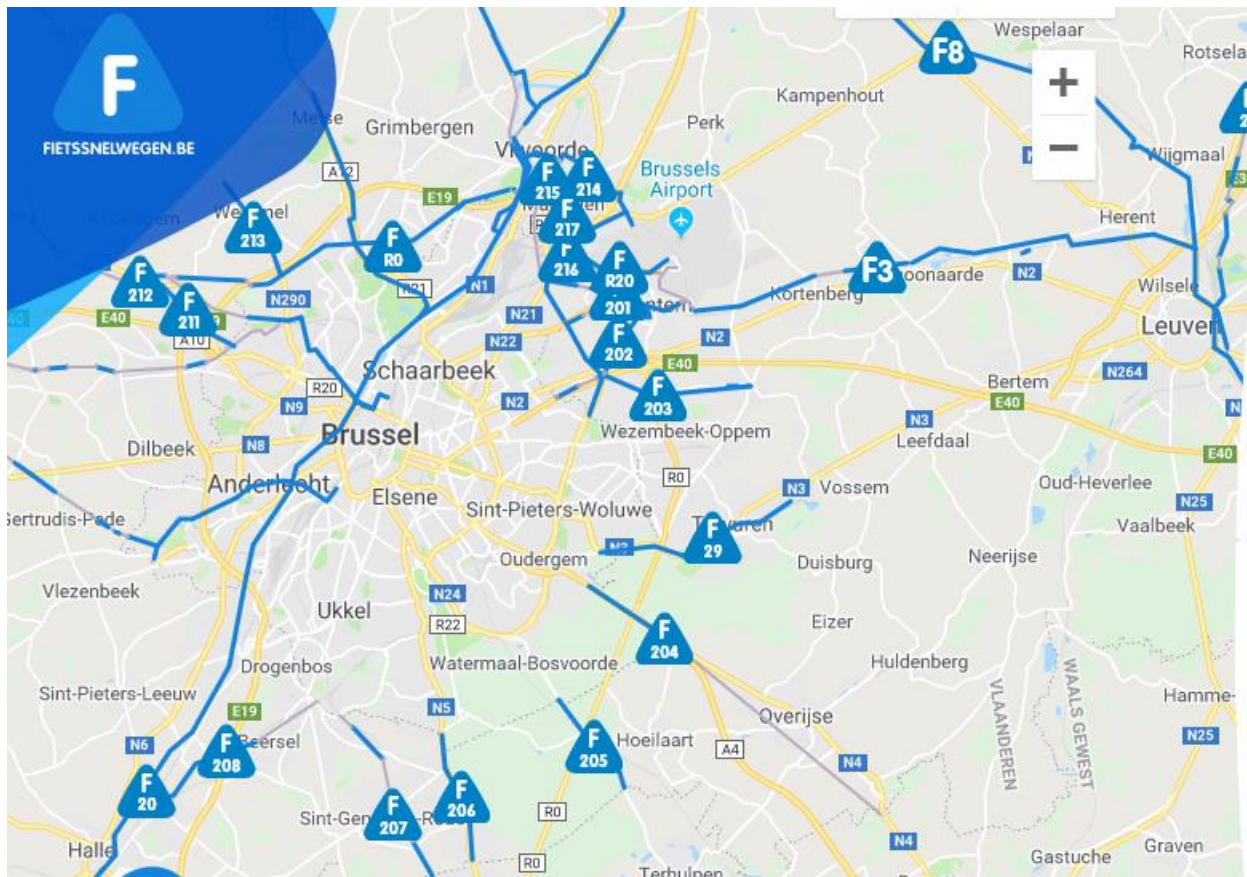 Wespelaar
F8
F
Rotsela
Kampenhout
+
Meise
Grimbergen
Perk
FIETSSNELWEGEN.BE
Vilvoorde
−
Wijgmaal
A12
F
215
F
214
Brussels
Airport
E19
F
213
F
217
Herent
F
R0
F
216
F
R20
F3
N2
F
212
R21
N1
201
Kortenberg
Wilsele
N290
F
211
N21
E40
E40
N2
Leuven
A10
N22
F
202
Schaarbeek
E40
N264
R20
Bertem
N2
F
203
E40
N9
N3
Brussel
Wezembeek-Oppem
Leefdaal
Dilbeek
N8
E40
R0
Anderlecht
Oud-Heverlee
N3
Vossem
Elsene
N25
Sint-Pieters-Woluwe
Vaalbeek
F
29
Oudergem
Duisburg
Neerijse
Vlezenbeek
N24
Ukkel
R22
Eizer
F
204
Drogenbos
Watermaal-Bosvoorde
Huldenberg
VLAANDEREN
WAALS GEWEST
Sint-Pieters-Leeuw
Hamme-
E19
N5
Overijse
N6
F
208
Beersel
F
205
Hoeilaart
A4
N25
N4
F
20
F
206
F
207
R0
N4
Halle
Graven
R0
Gastuche
Terhulpen